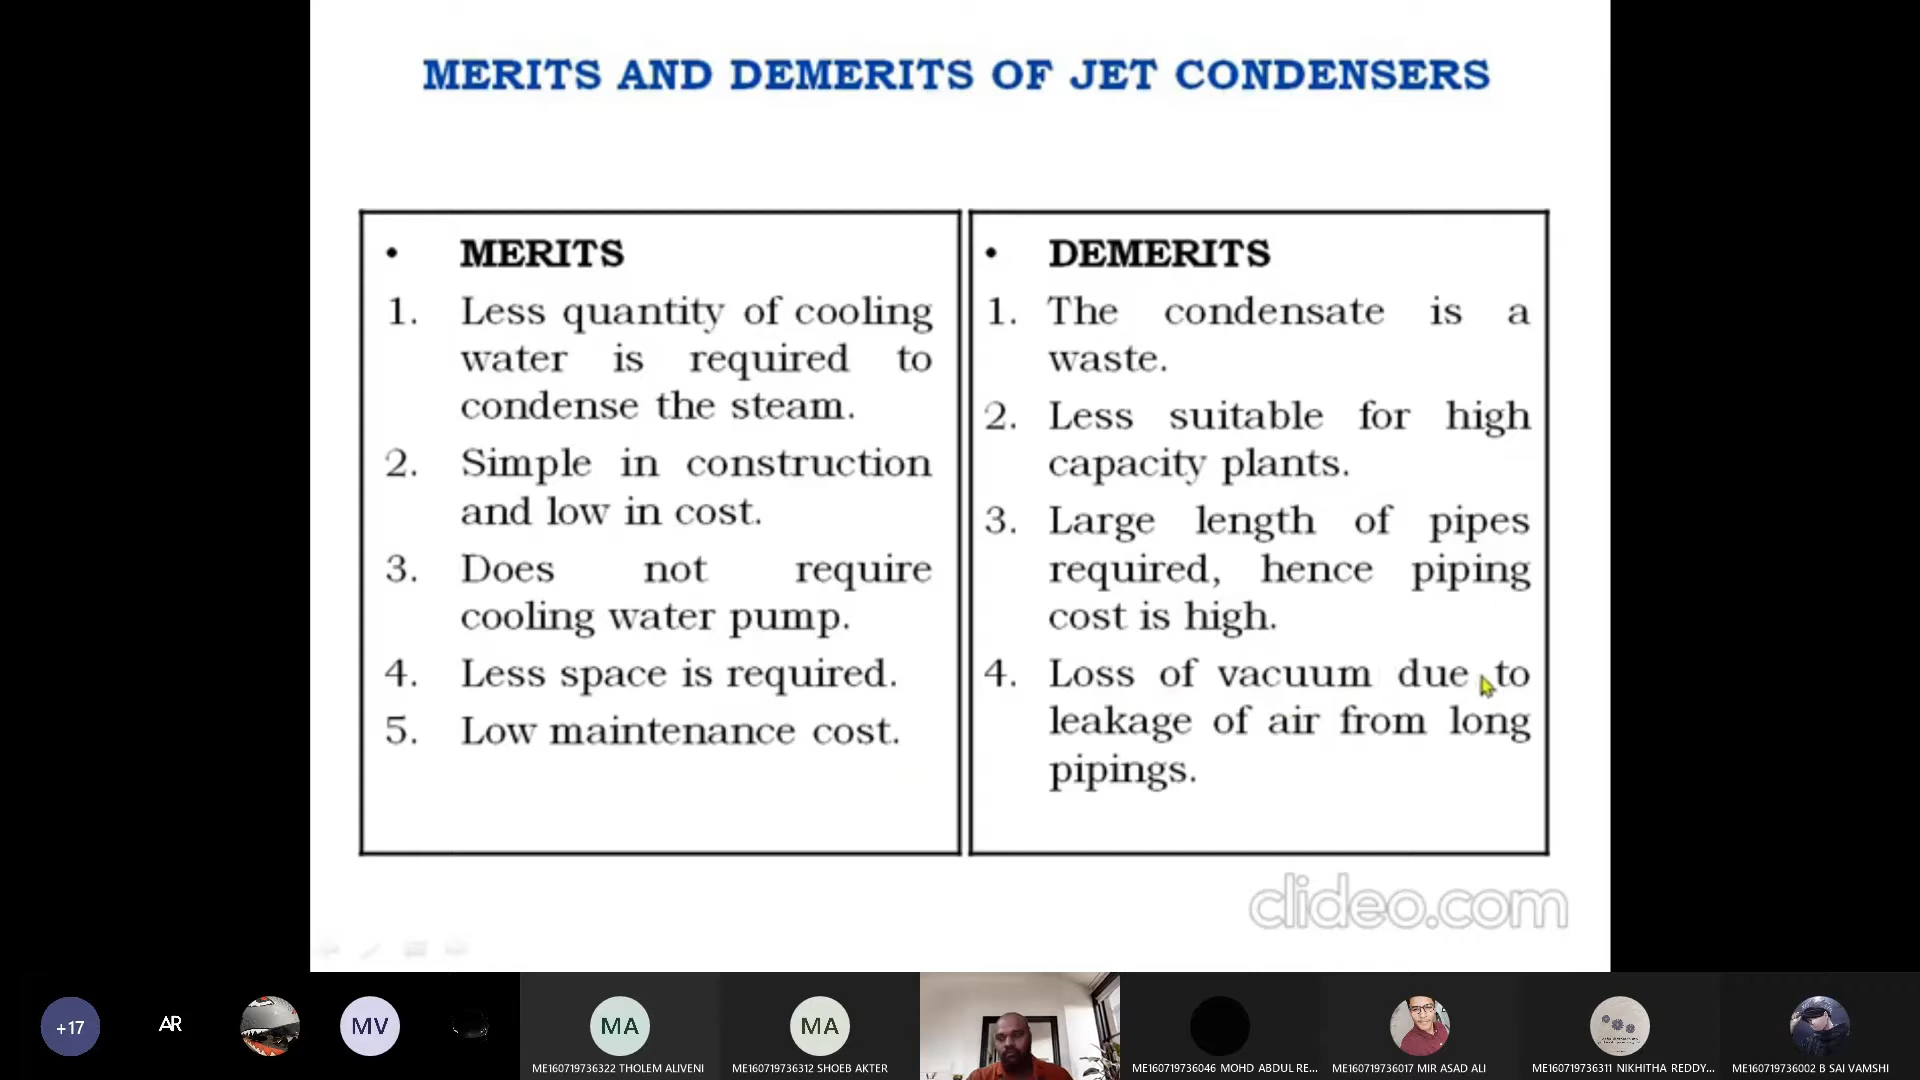 MERITS AND DEMERITS OF JET CONDENSERS
• MERITS
1. Less quantity of cooling
water is required to
condense the steam.
2. Simple in construction
and low in cost.
3. Does not require
cooling water pump.
4. Less space is required.
5. Low maintenance cost.
• DEMERITS
1. The condensate is a
waste.
2. Less suitable for high
capacity plants.
3. Large length of pipes
required, hence piping
cost is high.
4. Loss of vacuum due to
leakage of air from long
pipings.
clideo.com
+17
AR
MV
MA
ME160719736322 THOLEM ALIVENI
MA
ME160719736312 SHOEB AKTER
ME160719736046 MOHD ABDUL RE...
ME160719736017 MIR ASAD ALI
ME160719736311 NIKHITHA REDDY...
ME160719736002 B SAI VAMSHI